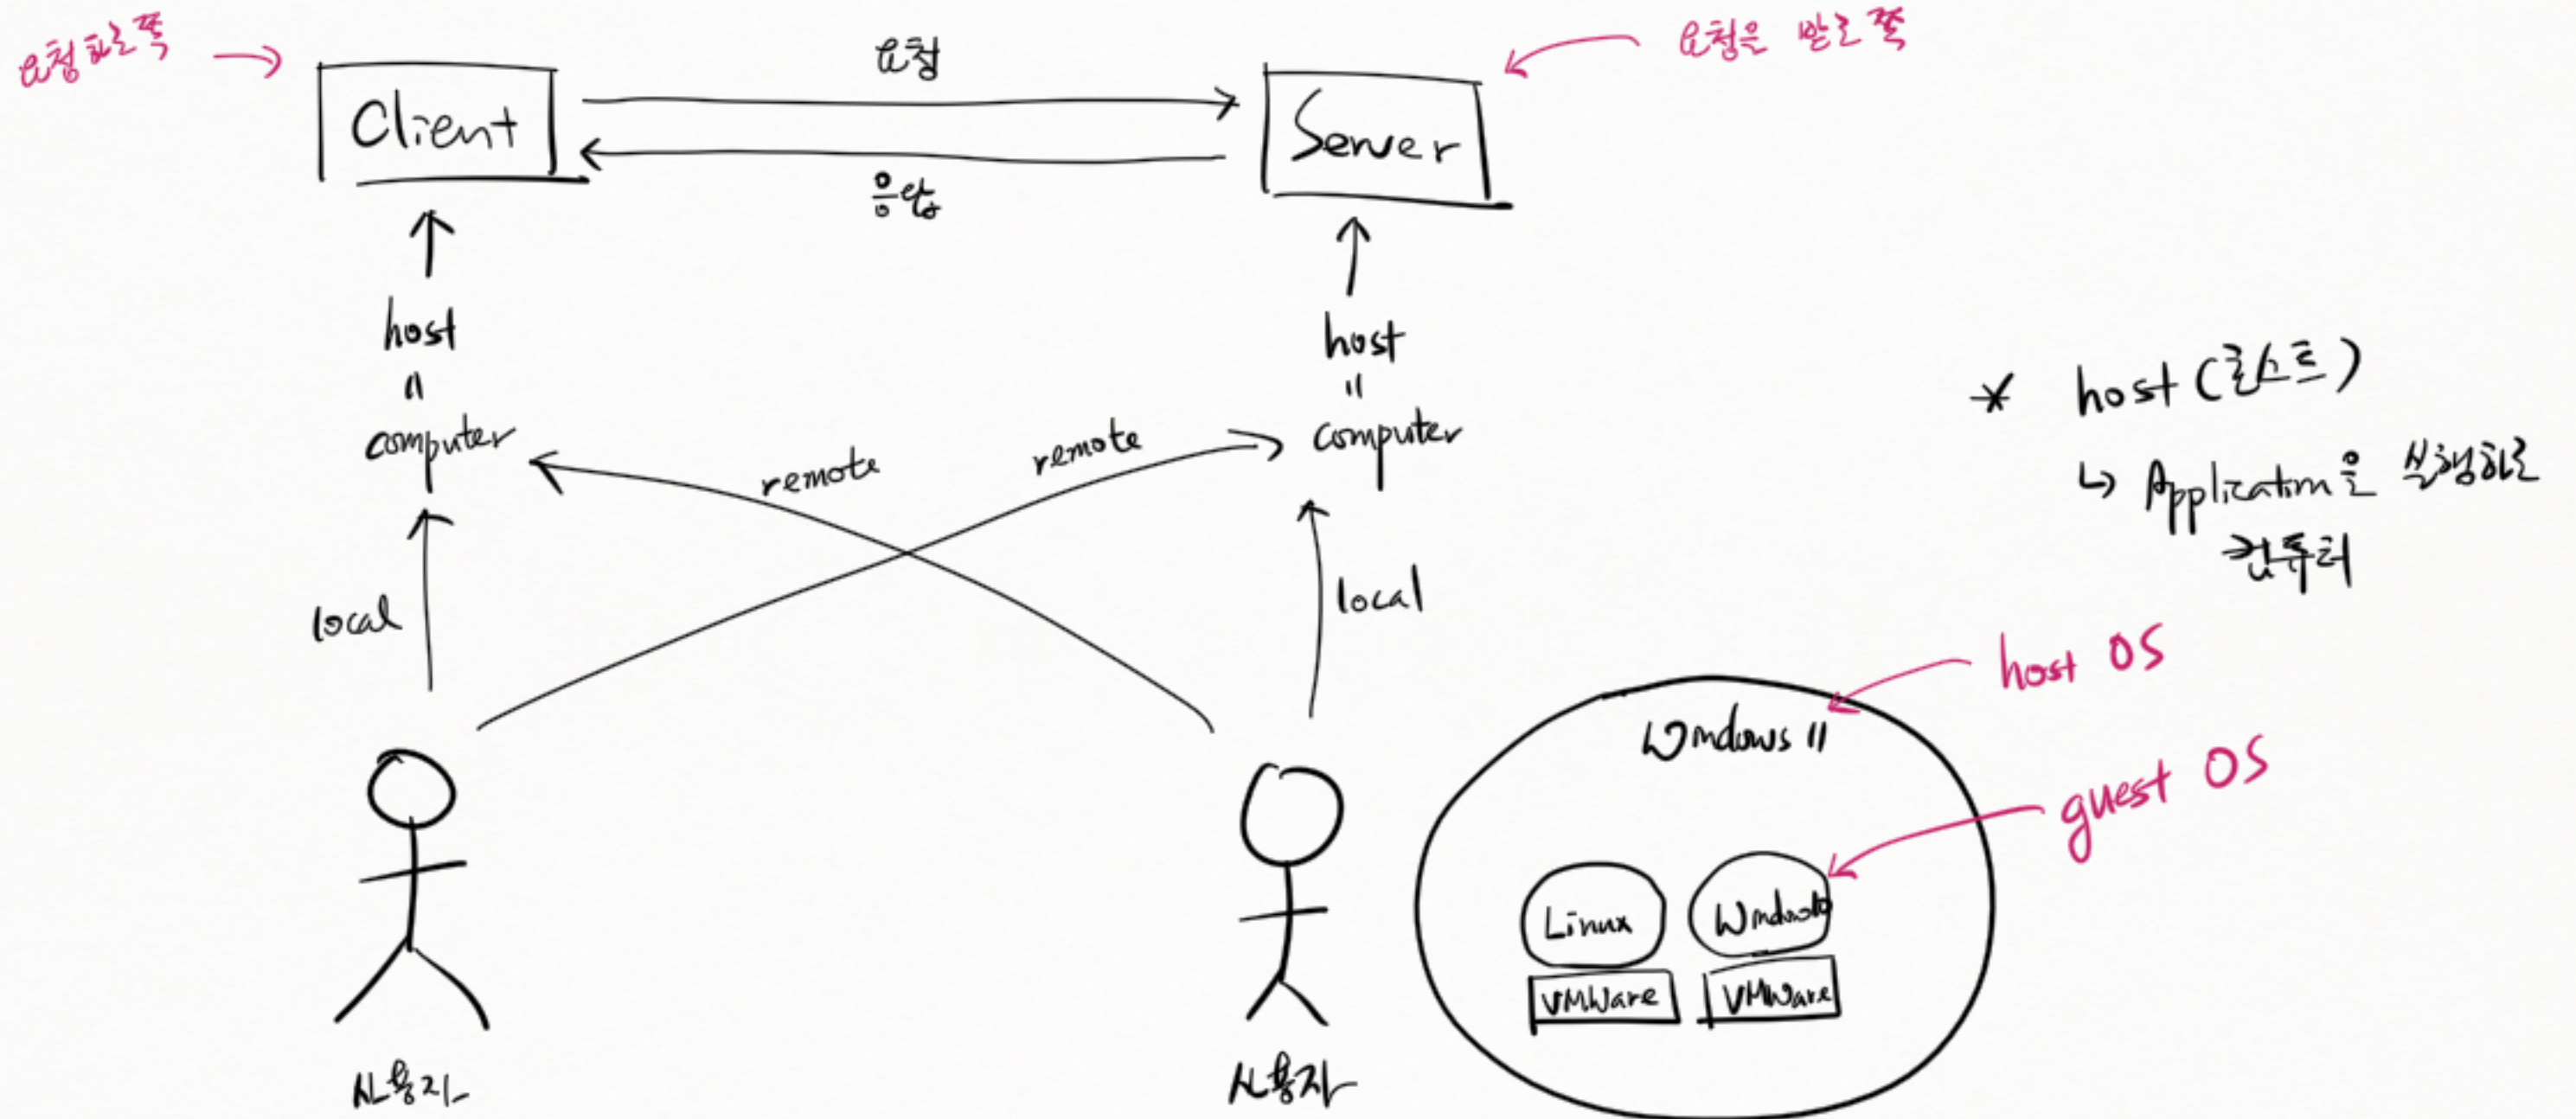 요청하는쪽
요청
요청을 받는쪽
Client
Server
응답
host
host
=
=
computer
computer
remote
remote
local
local
* host (호스트)
↳ Application을 실행하는
컴퓨터
host OS
Windows 11
guest OS
Linux
Windows10
VMWare
VMWare
사용자
사용자